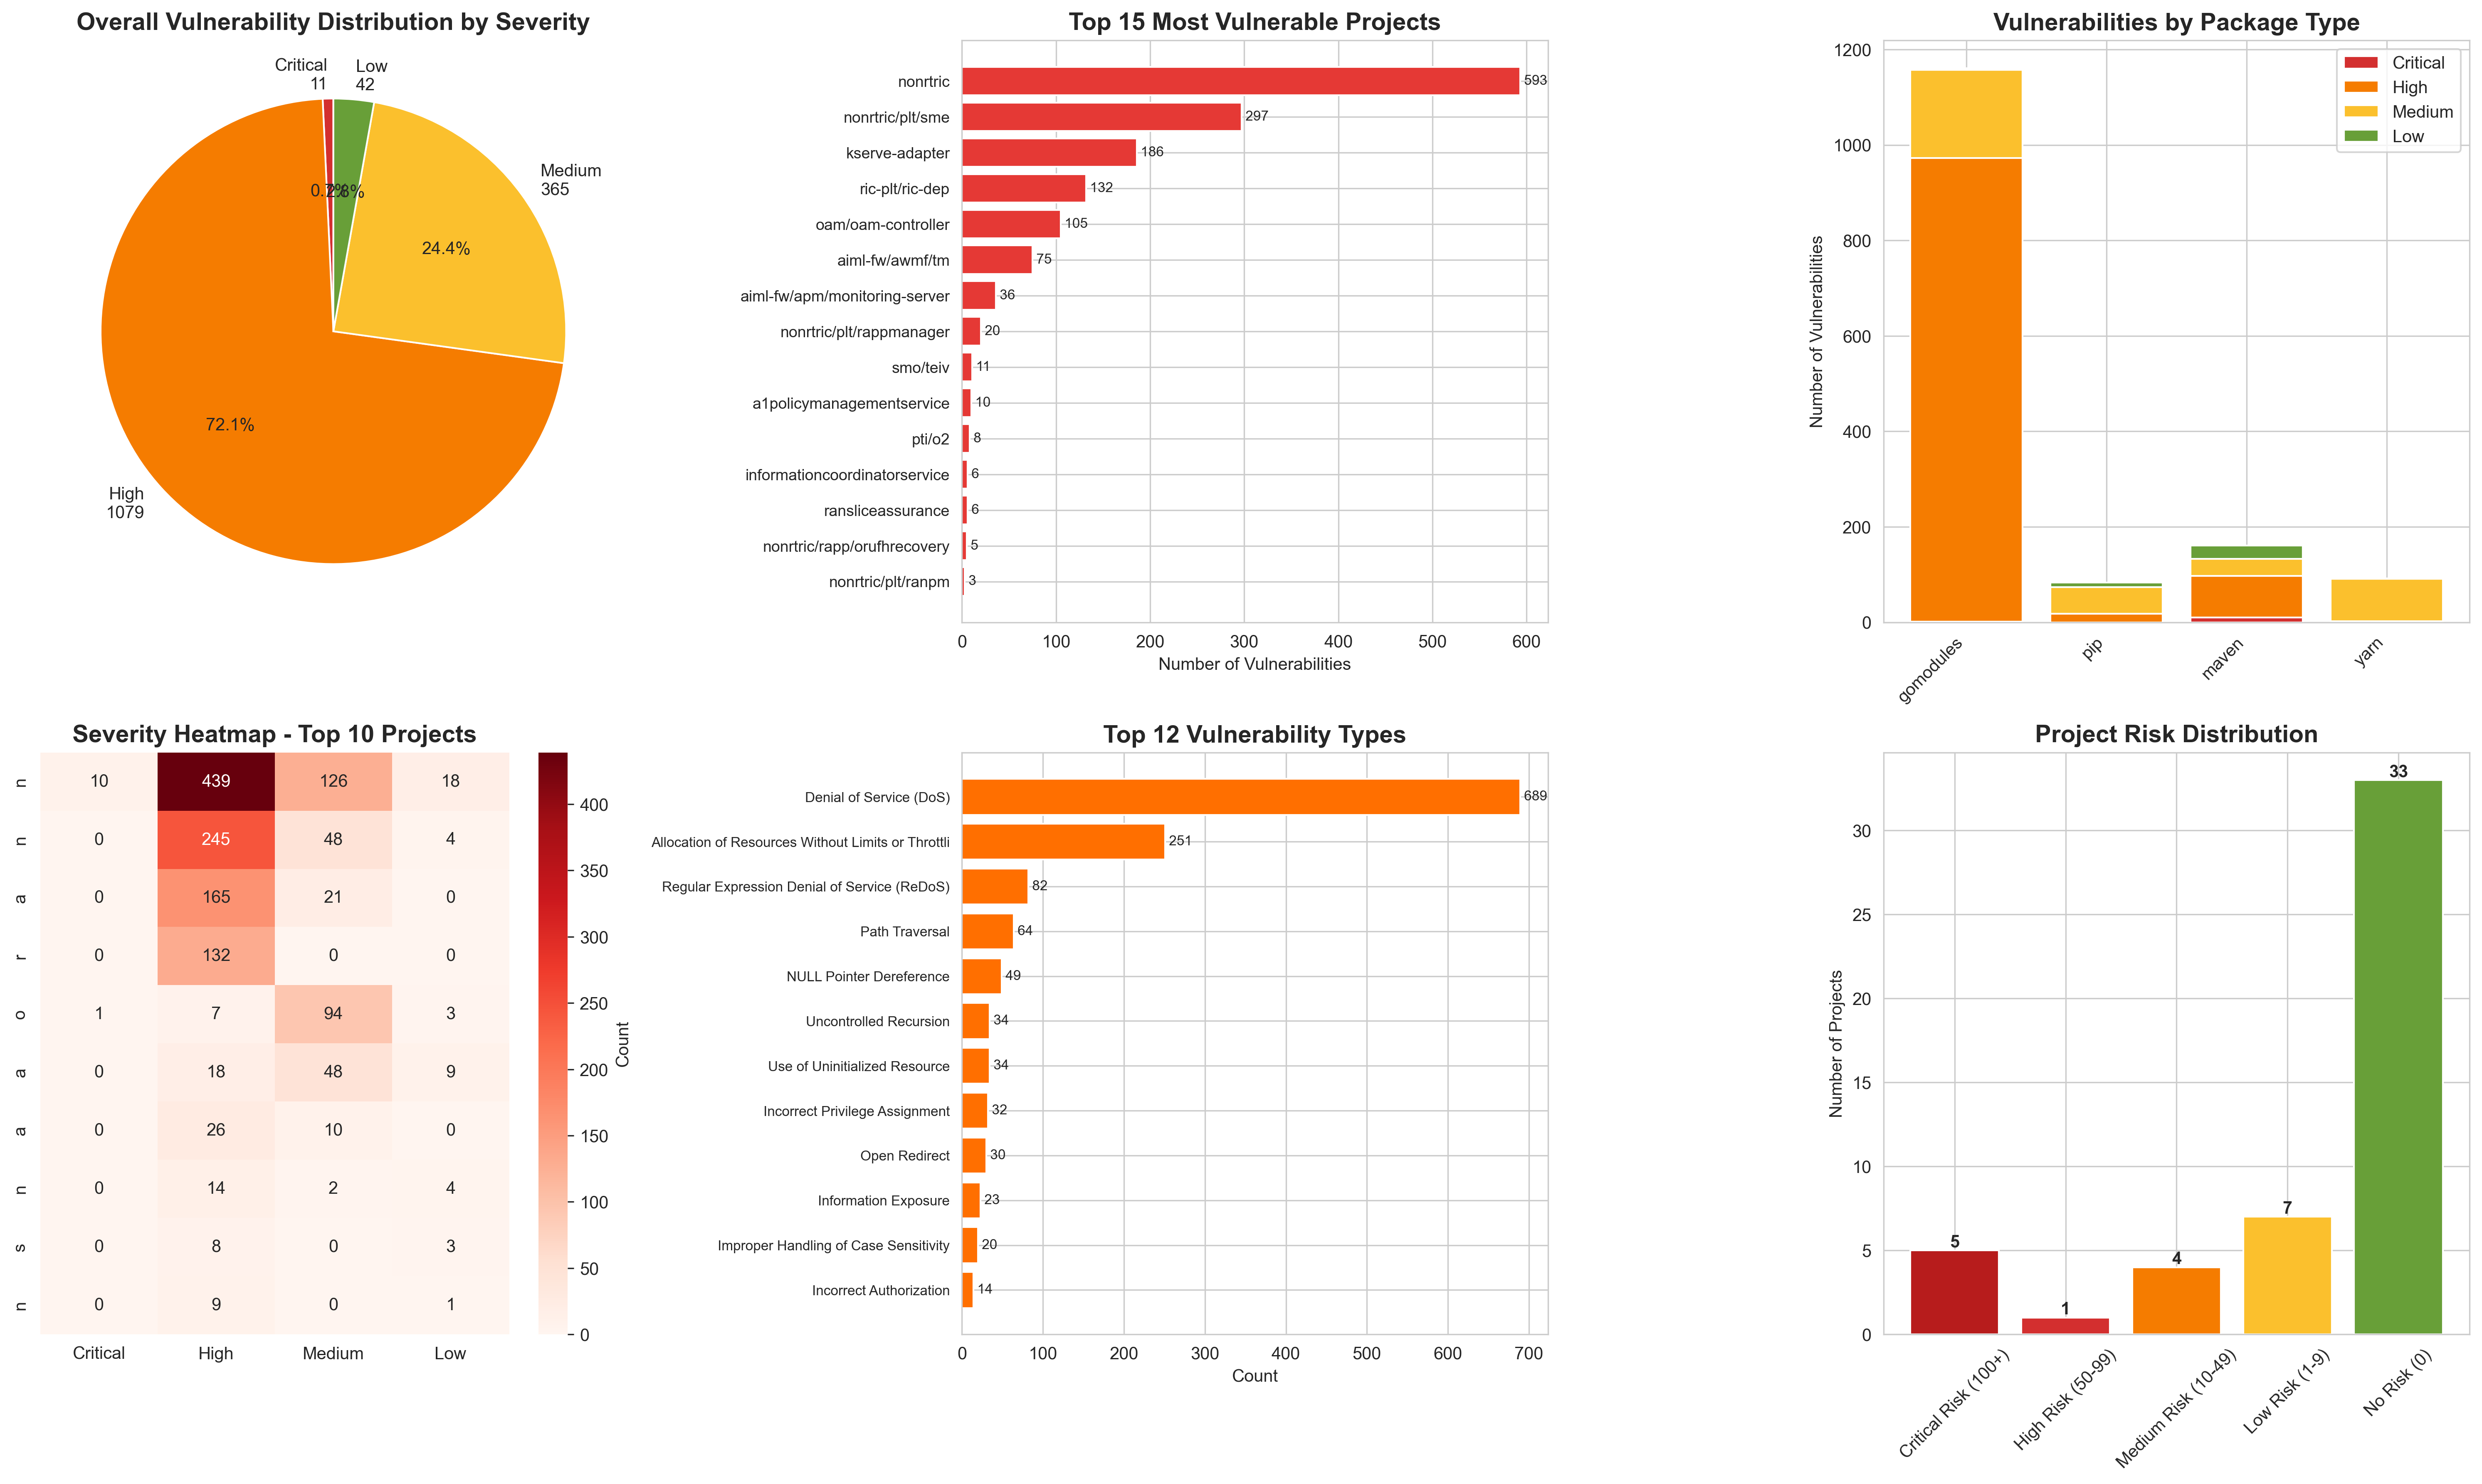 Overall Vulnerability Distribution by Severity
Critical
11
Low
42
Medium
365
0.7%
2.8%
24.4%
72.1%
High
1079
Top 15 Most Vulnerable Projects
nonrtric
593
nonrtric/plt/sme
297
kserve-adapter
186
ric-plt/ric-dep
132
oam/oam-controller
105
aiml-fw/awmf/tm
75
aiml-fw/apm/monitoring-server
36
nonrtric/plt/rappmanager
20
smo/teiv
11
a1policymanagementservice
10
pti/o2
8
informationcoordinatorservice
6
ransliceassurance
6
nonrtric/rapp/orufhrecovery
5
nonrtric/plt/ranpm
3
0 100 200 300 400 500 600
Number of Vulnerabilities
Vulnerabilities by Package Type
Critical
High
Medium
Low
1200
1000
800
600
400
200
0
Number of Vulnerabilities
gomodules
pip
maven
yarn
Severity Heatmap - Top 10 Projects
n 10 439 126 18
n 0 245 48 4
a 0 165 21 0
r 0 132 0 0
o 1 7 94 3
a 0 18 48 9
a 0 26 10 0
n 0 14 2 4
s 0 8 0 3
n 0 9 0 1
Critical High Medium Low
400
350
300
250
200
150
100
50
0
Count
Top 12 Vulnerability Types
Denial of Service (DoS)
689
Allocation of Resources Without Limits or Throttli
251
Regular Expression Denial of Service (ReDoS)
82
Path Traversal
64
NULL Pointer Dereference
49
Uncontrolled Recursion
34
Use of Uninitialized Resource
34
Incorrect Privilege Assignment
32
Open Redirect
30
Information Exposure
23
Improper Handling of Case Sensitivity
20
Incorrect Authorization
14
0 100 200 300 400 500 600 700
Count
Project Risk Distribution
30
25
20
15
10
5
0
Number of Projects
5
1
4
7
33
Critical Risk (100+)
High Risk (50-99)
Medium Risk (10-49)
Low Risk (1-9)
No Risk (0)